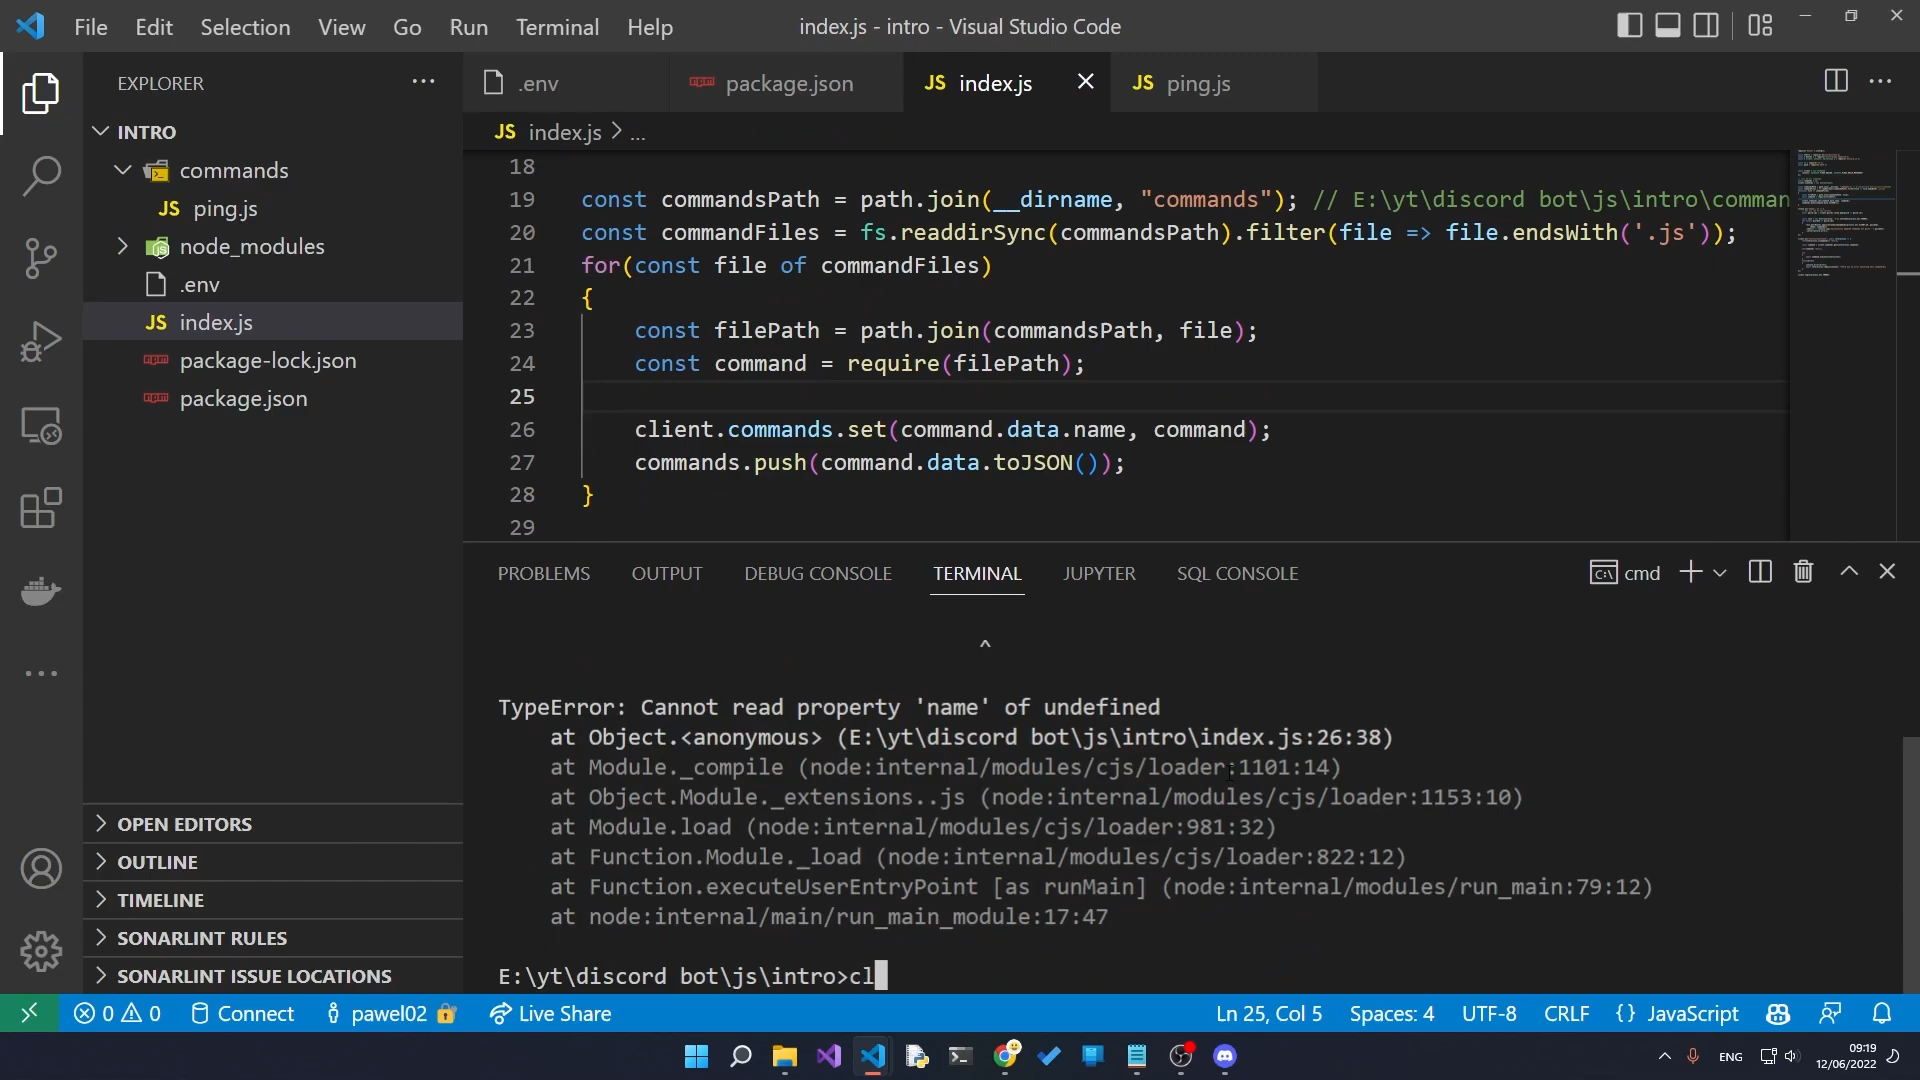 File Edit Selection View Go Run Terminal Help
index.js - intro - Visual Studio Code
EXPLORER
INTRO
commands
JS ping.js
node_modules
.env
JS index.js
package-lock.json
package.json
OPEN EDITORS
OUTLINE
TIMELINE
SONARLINT RULES
SONARLINT ISSUE LOCATIONS
.env
package.json
JS index.js
JS ping.js
JS index.js > ...
18
19 const commandsPath = path.join(__dirname, "commands"); // E:\yt\discord bot\js\intro\comman
20 const commandFiles = fs.readdirSync(commandsPath).filter(file => file.endsWith('.js'));
21 for(const file of commandFiles)
22 {
23 const filePath = path.join(commandsPath, file);
24 const command = require(filePath);
25
26 client.commands.set(command.data.name, command);
27 commands.push(command.data.toJSON());
28 }
29
PROBLEMS OUTPUT DEBUG CONSOLE TERMINAL JUPYTER SQL CONSOLE
cmd
^
TypeError: Cannot read property 'name' of undefined
at Object.<anonymous> (E:\yt\discord bot\js\intro\index.js:26:38)
at Module._compile (node:internal/modules/cjs/loader:1101:14)
at Object.Module._extensions..js (node:internal/modules/cjs/loader:1153:10)
at Module.load (node:internal/modules/cjs/loader:981:32)
at Function.Module._load (node:internal/modules/cjs/loader:822:12)
at Function.executeUserEntryPoint [as runMain] (node:internal/modules/run_main:79:12)
at node:internal/main/run_main_module:17:47
E:\yt\discord bot\js\intro>cl
0 0 Connect pawel02 Live Share
Ln 25, Col 5 Spaces: 4 UTF-8 CRLF {} JavaScript
ENG
09:19
12/06/2022